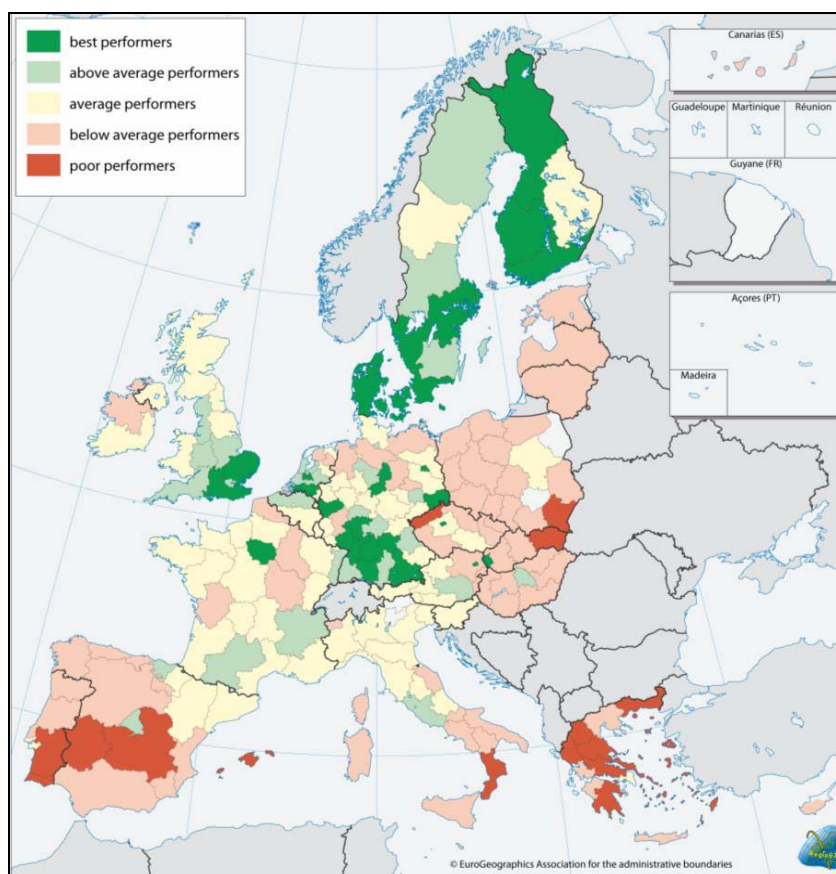 best performers
above average performers
average performers
below average performers
poor performers
Canarias (ES)
Guadeloupe
Martinique
Réunion
Guyane (FR)
Açores (PT)
Madeira
© EuroGeographics Association for the administrative boundaries